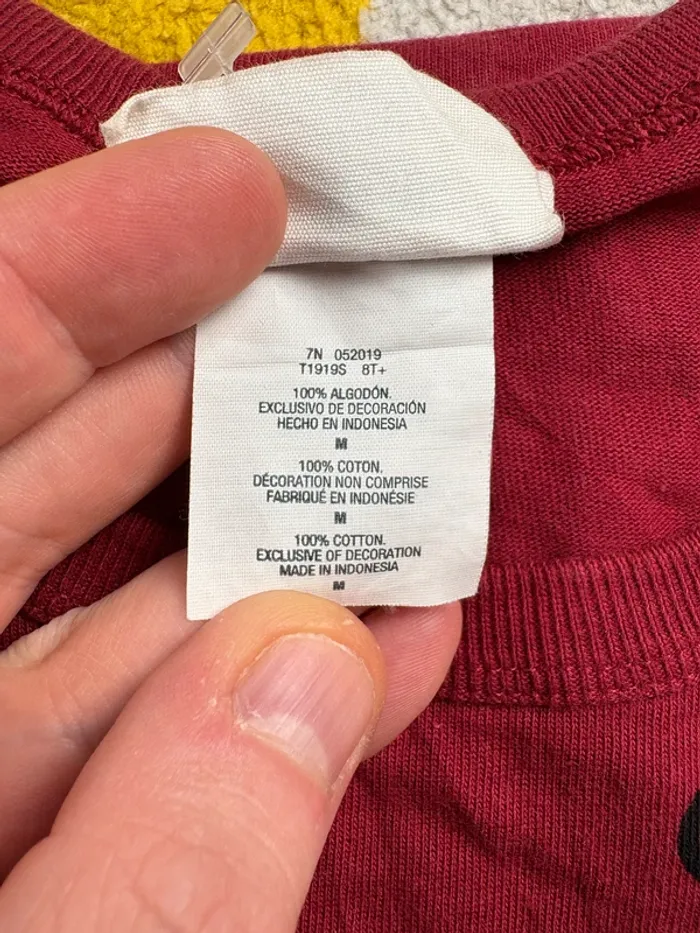 7N 052019
T1919S 8T+
100% ALGODÓN.
EXCLUSIVO DE DECORACIÓN
HECHO EN INDONESIA
M
100% COTON.
DÉCORATION NON COMPRISE
FABRIQUÉ EN INDONÉSIE
M
100% COTTON.
EXCLUSIVE OF DECORATION
MADE IN INDONESIA
M